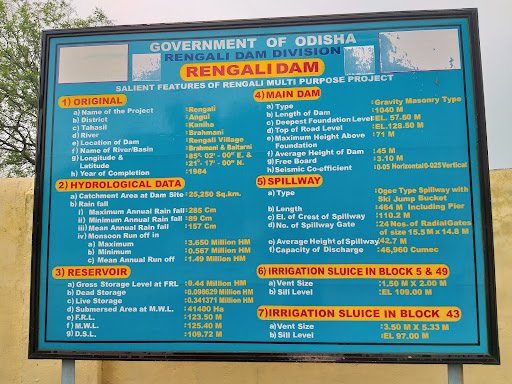 GOVERNMENT OF ODISHA
RENGALI DAM DIVISION
RENGALI DAM
SALIENT FEATURES OF RENGALI MULTI PURPOSE PROJECT
1) ORIGINAL
a) Name of the Project :Rengali
b) District :Angul
c) Tahasil :Kaniha
d) River :Brahmani
e) Location of Dam :Rengali Village
f) Name of River/Basin :Brahmani & Baitarni
g) Longitude & :85°- 02' - 00" E. &
Latitude :21°- 17' - 00" N.
h) Year of Completion :1984
2) HYDROLOGICAL DATA
a) Catchment Area at Dam Site :25,250 Sq.km.
b) Rain fall
i) Maximum Annual Rain fall :285 Cm
ii) Minimum Annual Rain fall :85 Cm
iii) Mean Annual Rain fall :157 Cm
iv) Monsoon Run off in
a) Maximum :3.650 Million HM
b) Minimum :0.567 Million HM
c) Mean Annual Run off :1.49 Million HM
3) RESERVOIR
a) Gross Storage Level at FRL :0.44 Million HM
b) Dead Storage :0.098629 Million HM
c) Live Storage :0.341371 Million HM
d) Submersed Area at M.W.L. :41400 Ha
e) F.R.L. :123.50 M
f) M.W.L. :125.40 M
g) D.S.L. :109.72 M
4) MAIN DAM
a) Type :Gravity Masonry Type
b) Length of Dam :1040 M
c) Deepest Foundation Level :EL. 57.50 M
d) Top of Road Level :EL.128.50 M
e) Maximum Height Above :71 M
Foundation
f) Average Height of Dam :45 M
g) Free Board :3.10 M
h) Seismic Co-efficient :0.05 Horizontal 0.025 Vertical
5) SPILLWAY
a) Type :Ogee Type Spillway with
Ski Jump Bucket
b) Length :464 M Including Pier
c) El. of Crest of Spillway :110.2 M
d) No. of Spillway Gate :24 Nos. of Radial Gates
of size 15.5 M x 14.8 M
e) Average Height of Spillway :42.7 M
f) Capacity of Discharge :46,960 Cumec
6) IRRIGATION SLUICE IN BLOCK 5 & 49
a) Vent Size :1.50 M X 2.00 M
b) Sill Level :EL 109.00 M
7) IRRIGATION SLUICE IN BLOCK 43
a) Vent Size :3.50 M X 5.33 M
b) Sill Level :EL 97.00 M